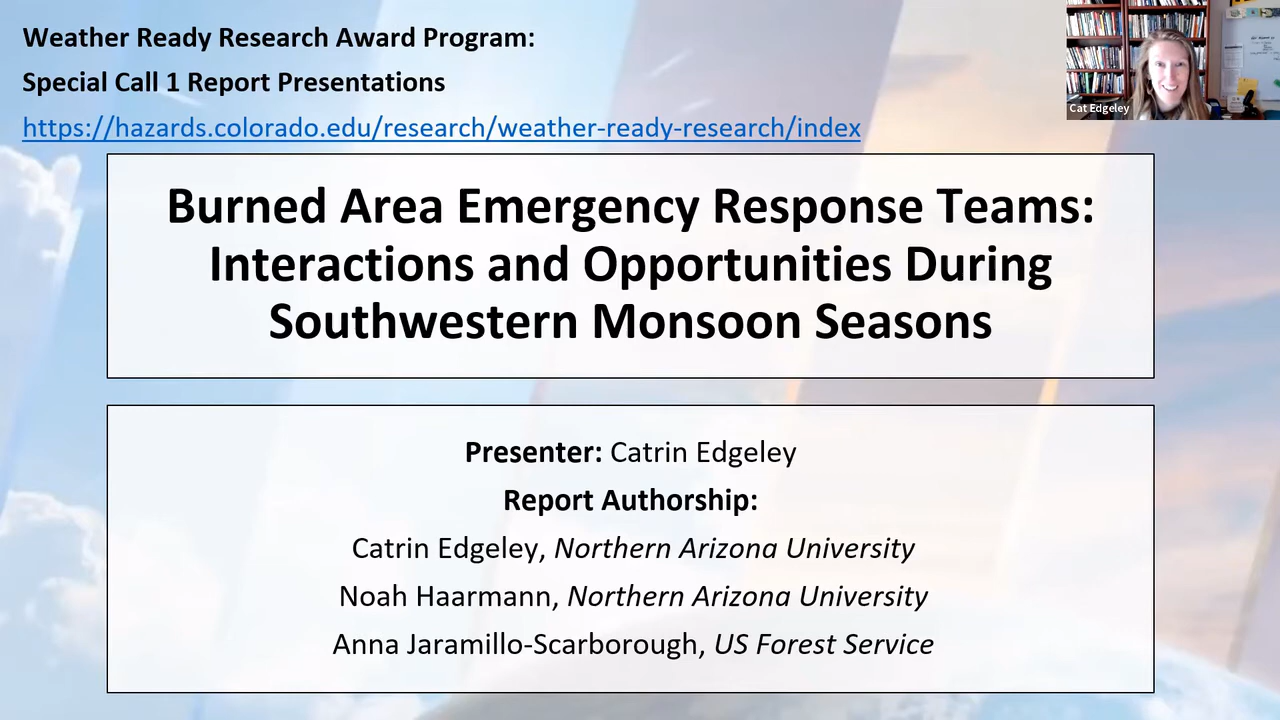 Weather Ready Research Award Program:
Special Call 1 Report Presentations
https://hazards.colorado.edu/research/weather-ready-research/index
Cat Edgeley
Burned Area Emergency Response Teams:
Interactions and Opportunities During
Southwestern Monsoon Seasons
Presenter: Catrin Edgeley
Report Authorship:
Catrin Edgeley, Northern Arizona University
Noah Haarmann, Northern Arizona University
Anna Jaramillo-Scarborough, US Forest Service